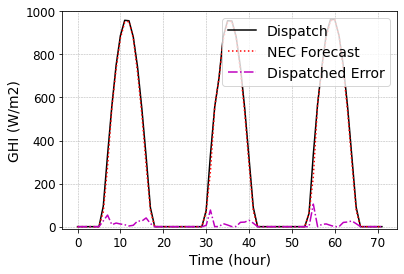 1000
800
600
400
200
0
GHI (W/m2)
Dispatch
NEC Forecast
Dispatched Error
0 10 20 30 40 50 60 70
Time (hour)